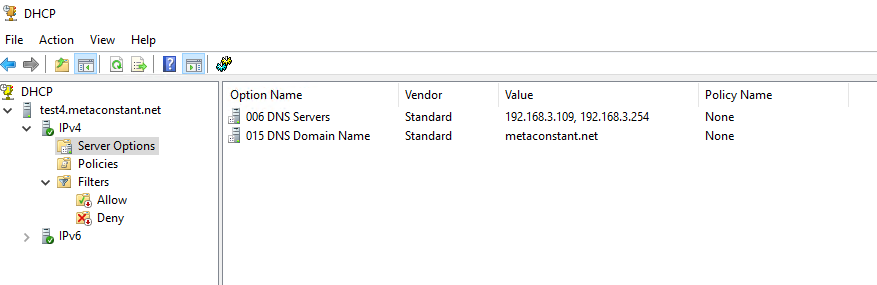 DHCP
File Action View Help
DHCP
test4.metaconstant.net
IPv4
Server Options
Policies
Filters
Allow
Deny
IPv6
Option Name Vendor Value Policy Name
006 DNS Servers Standard 192.168.3.109, 192.168.3.254 None
015 DNS Domain Name Standard metaconstant.net None